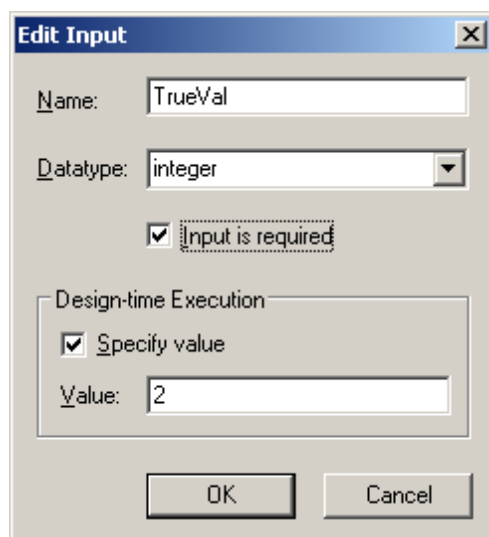 Edit Input
Name: TrueVal
Datatype: integer
Input is required
Design-time Execution
Specify value
Value: 2
OK Cancel